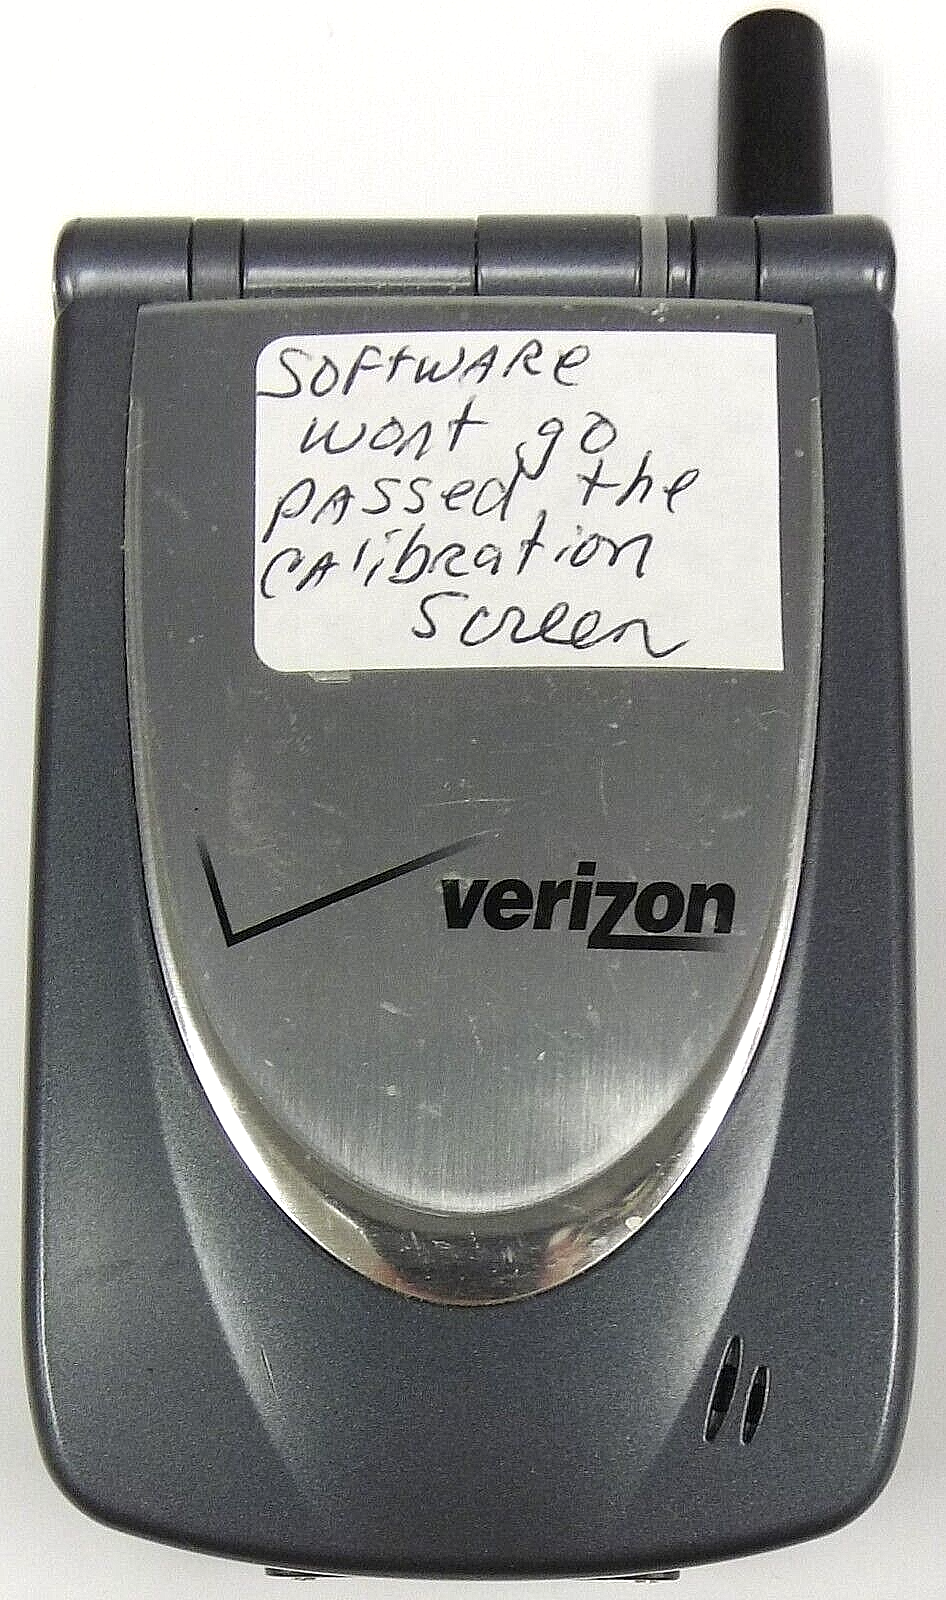 SOFtWARe
wont go
pASSed the
CALibRation
Screen
verizon